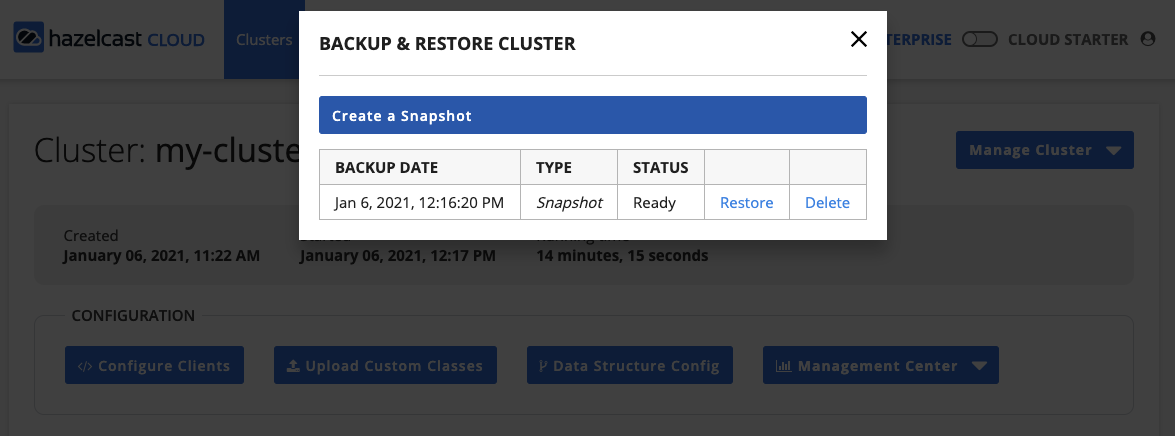 hazelcast CLOUD
Clusters
TERPRISE
CLOUD STARTER
BACKUP & RESTORE CLUSTER
Create a Snapshot
BACKUP DATE TYPE STATUS
Jan 6, 2021, 12:16:20 PM Snapshot Ready Restore Delete
Cluster: my-cluste
Manage Cluster
Created
January 06, 2021, 11:22 AM January 06, 2021, 12:17 PM 14 minutes, 15 seconds
CONFIGURATION
</> Configure Clients Upload Custom Classes Data Structure Config Management Center